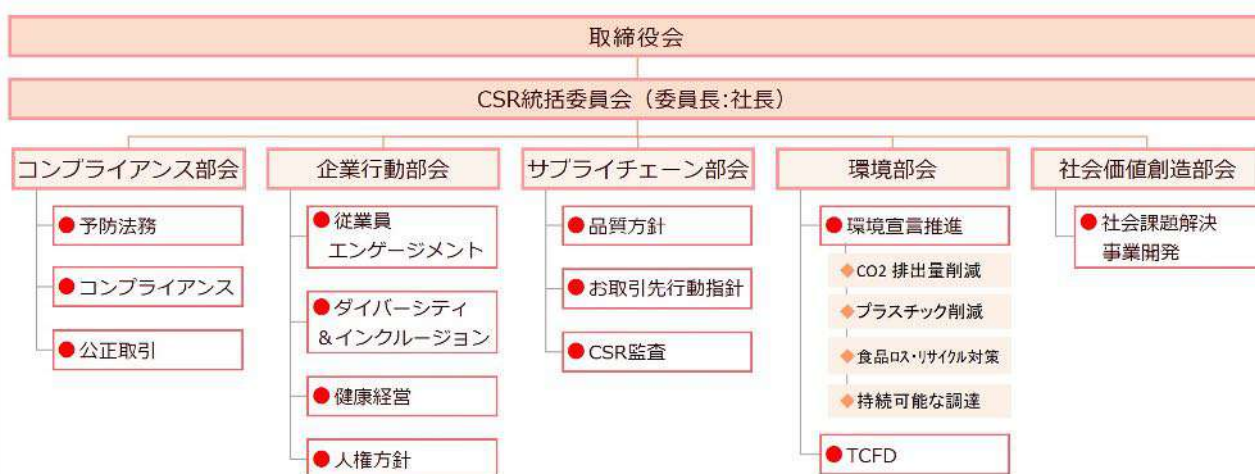 取締役会
CSR統括委員会（委員長:社長）
コンプライアンス部会
予防法務
コンプライアンス
公正取引
企業行動部会
従業員
エンゲージメント
ダイバーシティ
&インクルージョン
健康経営
人権方針
サプライチェーン部会
品質方針
お取引先行動指針
CSR監査
環境部会
環境宣言推進
CO2 排出量削減
プラスチック削減
食品ロス・リサイクル対策
持続可能な調達
TCFD
社会価値創造部会
社会課題解決
事業開発